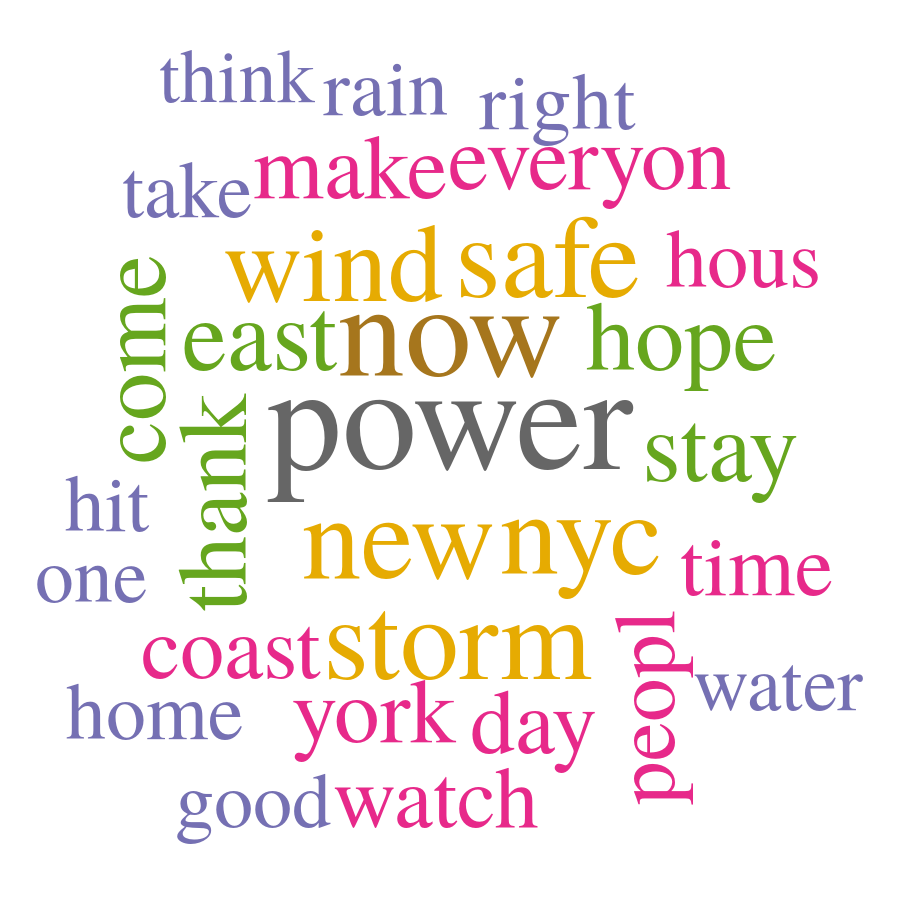 think rain right
take make everyon
wind safe hous
come east now hope
thank power stay
hit new nyc
one time
coast storm peopl
home york day water
good watch